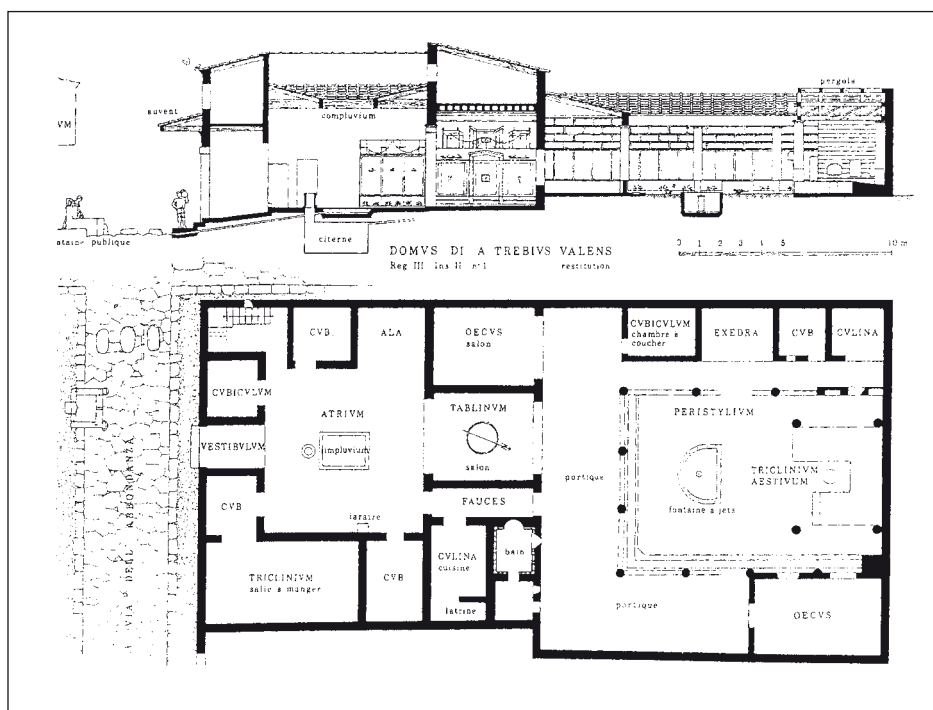 pergola
auvent
compluvium
VM
citerne
ntaine publique
DOMVS DI A TREBIVS VALENS
Reg III Ins II n°1 restitution
0 1 2 3 4 5 10 m
CVB.
ALA
OECVS
salon
CVBICVLVM
chambre à
coucher
EXEDRA
CVB
CVLINA
CVBICVLVM
ATRIVM
TABLINVM
PERISTYLIVM
VESTIBVLVM
impluvium
salon
portique
TRICLINIVM
AESTIVUM
fontaine à jets
VIA DELL' ABBONDANZA
CVB
laraire
FAUCES
TRICLINIVM
salle à manger
CVB
CVLINA
cuisine
bain
latrine
portique
OECVS